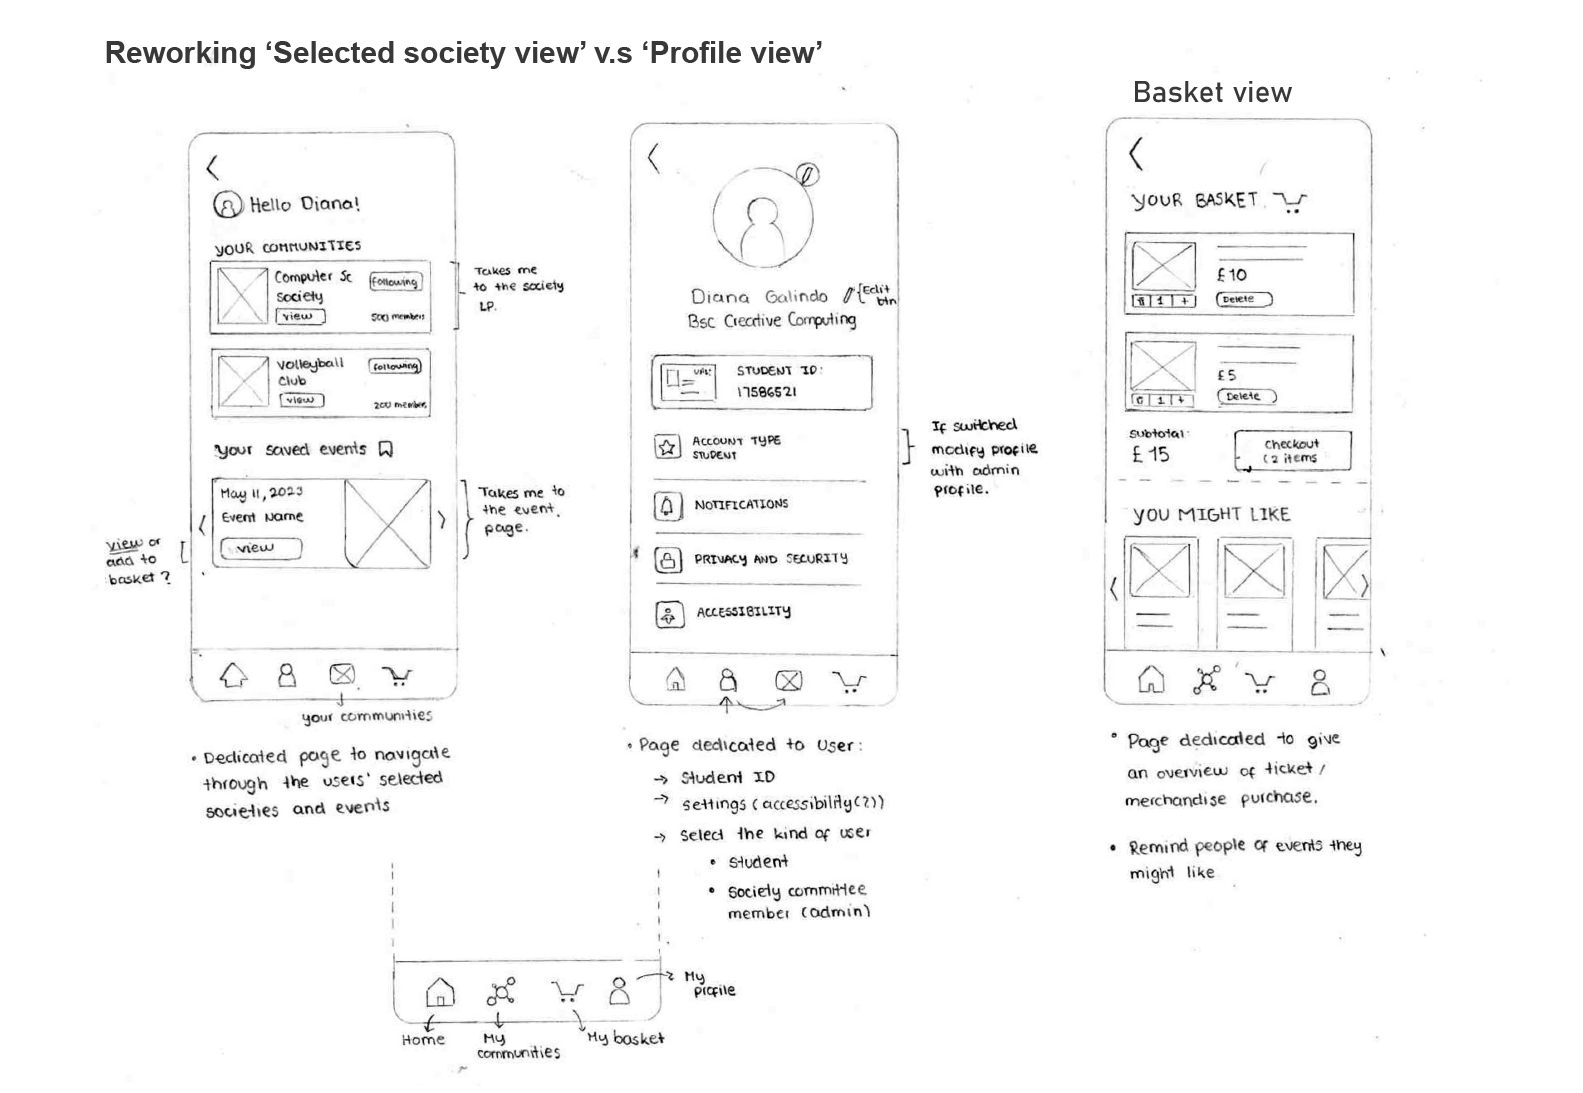 Reworking ‘Selected society view’ v.s ‘Profile view’
Hello Diana!
YOUR COMMUNITIES
Computer Sc
society
following
view
500 members
Volleyball
club
following
view
200 member
Your saved events
May 11, 2023
Event Name
view
Takes me
to the society
LP.
Takes me to
the event
page.
view or
add to
basket ?
your communities
• Dedicated page to navigate
through the users' selected
societies and events
Diana Galindo
Edit
btn
Bsc Creative Computing
STUDENT ID:
17586521
ACCOUNT TYPE
STUDENT
NOTIFICATIONS
PRIVACY AND SECURITY
ACCESSIBILITY
If switched
modify profile
with admin
profile.
• Page dedicated to User:
→ Student ID
→ settings (accessibility(?))
→ Select the kind of user
• Student
• Society committee
member (admin)
Home
My
communities
My basket
My
profile
Basket view
YOUR BASKET
£10
1 +
Delete
£5
1 +
Delete
Subtotal:
£15
Checkout
(2 items
YOU MIGHT LIKE
• Page dedicated to give
an overview of ticket /
merchandise purchase.
• Remind people of events they
might like